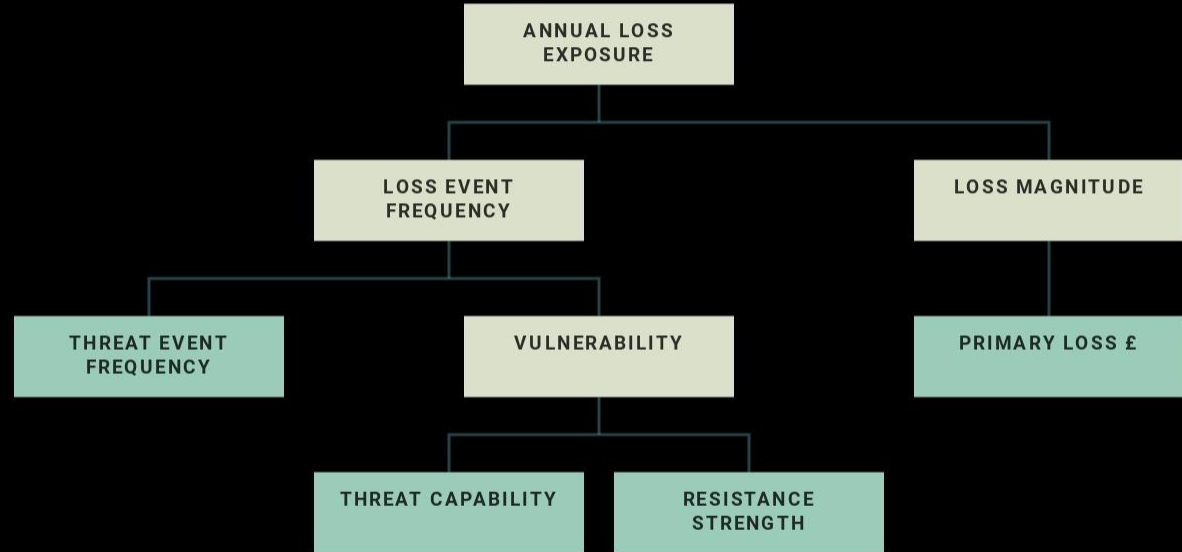 ANNUAL LOSS
EXPOSURE
LOSS EVENT
FREQUENCY
LOSS MAGNITUDE
THREAT EVENT
FREQUENCY
VULNERABILITY
PRIMARY LOSS £
THREAT CAPABILITY
RESISTANCE
STRENGTH